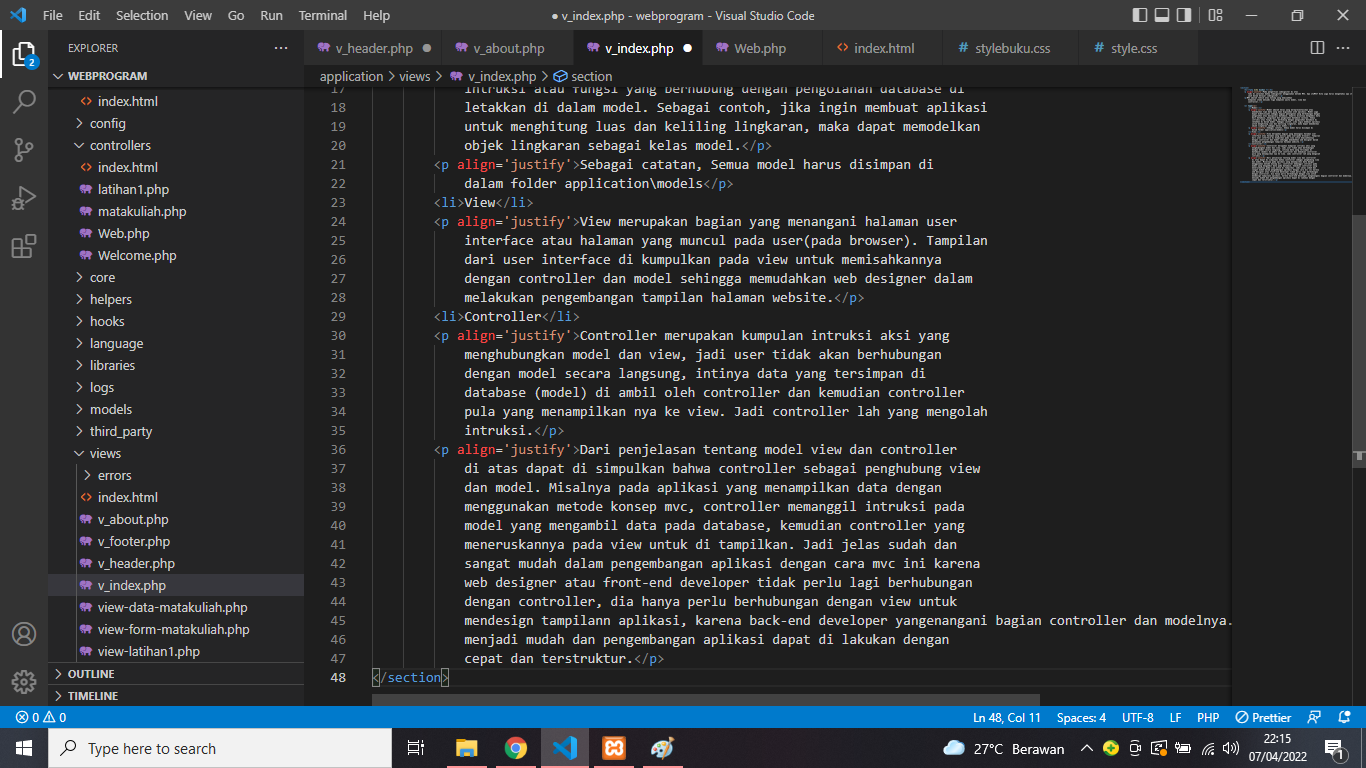 File Edit Selection View Go Run Terminal Help
● v_index.php - webprogram - Visual Studio Code
2
EXPLORER ···
WEBPROGRAM
index.html
config
controllers
index.html
latihan1.php
matakuliah.php
Web.php
Welcome.php
core
helpers
hooks
language
libraries
logs
models
third_party
views
errors
index.html
v_about.php
v_footer.php
v_header.php
v_index.php
view-data-matakuliah.php
view-form-matakuliah.php
view-latihan1.php
OUTLINE
TIMELINE
v_header.php ● v_about.php v_index.php ● Web.php index.html # stylebuku.css # style.css
application > views > v_index.php > section
17 intruksi atau fungsi yang berhubung dengan pengolahan database di
18 letakkan di dalam model. Sebagai contoh, jika ingin membuat aplikasi
19 untuk menghitung luas dan keliling lingkaran, maka dapat memodelkan
20 objek lingkaran sebagai kelas model.</p>
21 <p align='justify'>Sebagai catatan, Semua model harus disimpan di
22 dalam folder application\models</p>
23 <li>View</li>
24 <p align='justify'>View merupakan bagian yang menangani halaman user
25 interface atau halaman yang muncul pada user(pada browser). Tampilan
26 dari user interface di kumpulkan pada view untuk memisahkannya
27 dengan controller dan model sehingga memudahkan web designer dalam
28 melakukan pengembangan tampilan halaman website.</p>
29 <li>Controller</li>
30 <p align='justify'>Controller merupakan kumpulan intruksi aksi yang
31 menghubungkan model dan view, jadi user tidak akan berhubungan
32 dengan model secara langsung, intinya data yang tersimpan di
33 database (model) di ambil oleh controller dan kemudian controller
34 pula yang menampilkan nya ke view. Jadi controller lah yang mengolah
35 intruksi.</p>
36 <p align='justify'>Dari penjelasan tentang model view dan controller
37 di atas dapat di simpulkan bahwa controller sebagai penghubung view
38 dan model. Misalnya pada aplikasi yang menampilkan data dengan
39 menggunakan metode konsep mvc, controller memanggil intruksi pada
40 model yang mengambil data pada database, kemudian controller yang
41 meneruskannya pada view untuk di tampilkan. Jadi jelas sudah dan
42 sangat mudah dalam pengembangan aplikasi dengan cara mvc ini karena
43 web designer atau front-end developer tidak perlu lagi berhubungan
44 dengan controller, dia hanya perlu berhubungan dengan view untuk
45 mendesign tampilann aplikasi, karena back-end developer yangenangani bagian controller dan modelnya.
46 menjadi mudah dan pengembangan aplikasi dapat di lakukan dengan
47 cepat dan terstruktur.</p>
48 </section>
0 0 Ln 48, Col 11 Spaces: 4 UTF-8 LF PHP Prettier
Type here to search
27°C Berawan
22:15
07/04/2022
1